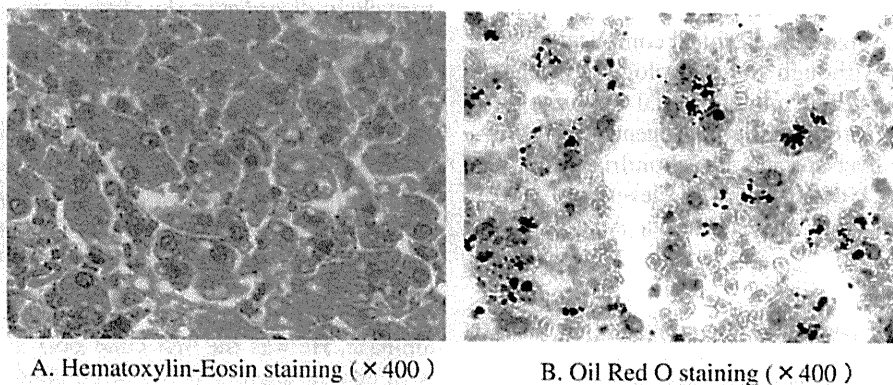 A. Hematoxylin-Eosin staining (×400)
B. Oil Red O staining (×400)